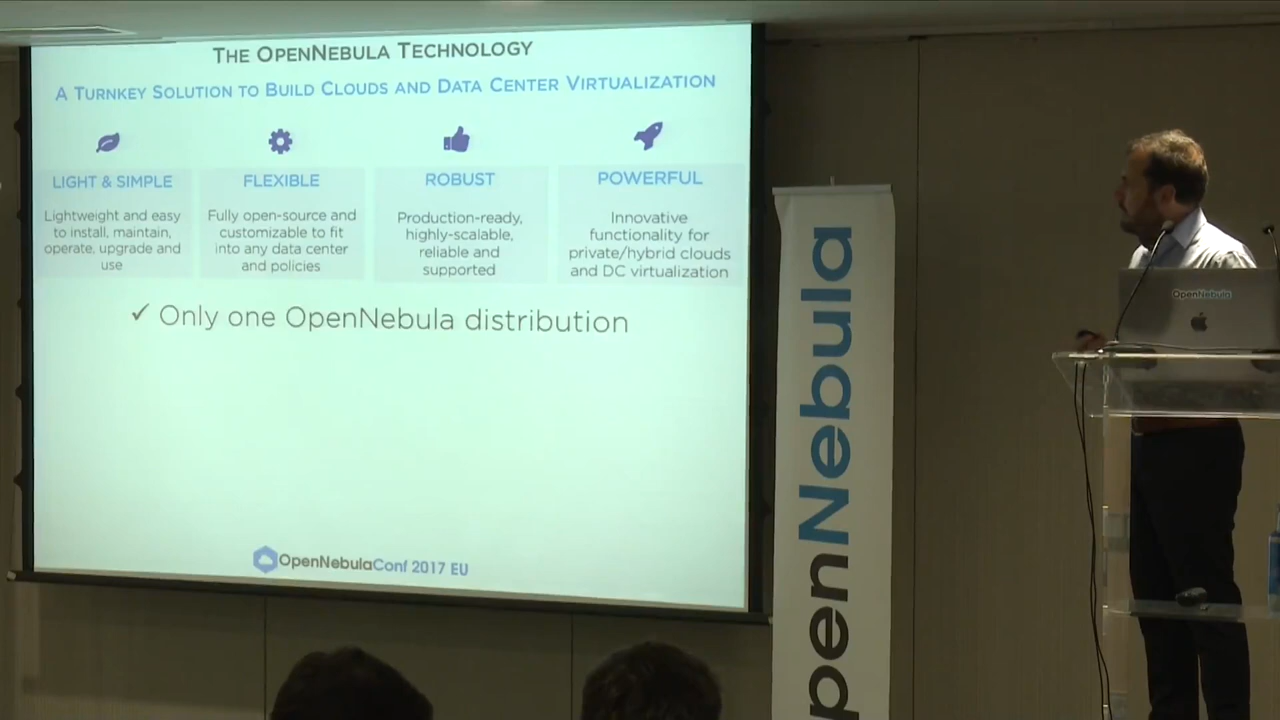 THE OPENNEBULA TECHNOLOGY
A TURNKEY SOLUTION TO BUILD CLOUDS AND DATA CENTER VIRTUALIZATION
LIGHT & SIMPLE
Lightweight and easy
to install, maintain,
operate, upgrade and
use
FLEXIBLE
Fully open-source and
customizable to fit
into any data center
and policies
ROBUST
Production-ready,
highly-scalable,
reliable and
supported
POWERFUL
Innovative
functionality for
private/hybrid clouds
and DC virtualization
✓ Only one OpenNebula distribution
OpenNebulaConf 2017 EU
penNebula
OpenNebula